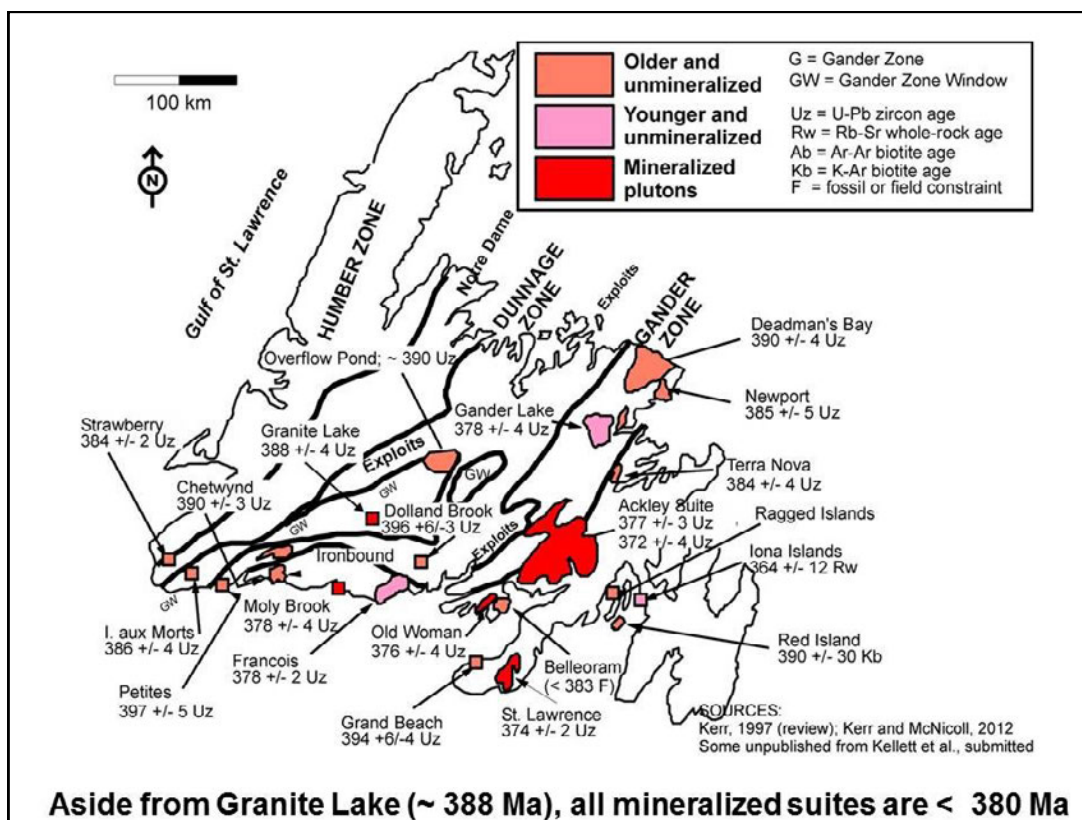 100 km
N
Older and
unmineralized
Younger and
unmineralized
Mineralized
plutons
G = Gander Zone
GW = Gander Zone Window
Uz = U-Pb zircon age
Rw = Rb-Sr whole-rock age
Ab = Ar-Ar biotite age
Kb = K-Ar biotite age
F = fossil or field constraint
Gulf of St. Lawrence
HUMBER ZONE
Notre Dame
DUNNAGE
ZONE
Exploits
GANDER
ZONE
Deadman's Bay
390 +/- 4 Uz
Overflow Pond; ~ 390 Uz
Newport
385 +/- 5 Uz
Gander Lake
378 +/- 4 Uz
Strawberry
384 +/- 2 Uz
Granite Lake
388 +/- 4 Uz
Exploits
GW
Terra Nova
384 +/- 4 Uz
Chetwynd
390 +/- 3 Uz
GW
Dolland Brook
396 +6/-3 Uz
Ackley Suite
377 +/- 3 Uz
372 +/- 4 Uz
Ragged Islands
GW
Exploits
Ironbound
Iona Islands
364 +/- 12 Rw
GW
Moly Brook
378 +/- 4 Uz
I. aux Morts
386 +/- 4 Uz
Old Woman
376 +/- 4 Uz
Red Island
390 +/- 30 Kb
Francois
378 +/- 2 Uz
Belleoram
(< 383 F)
Petites
397 +/- 5 Uz
Grand Beach
394 +6/-4 Uz
St. Lawrence
374 +/- 2 Uz
SOURCES:
Kerr, 1997 (review); Kerr and McNicoll, 2012
Some unpublished from Kellett et al., submitted
Aside from Granite Lake (~ 388 Ma), all mineralized suites are < 380 Ma